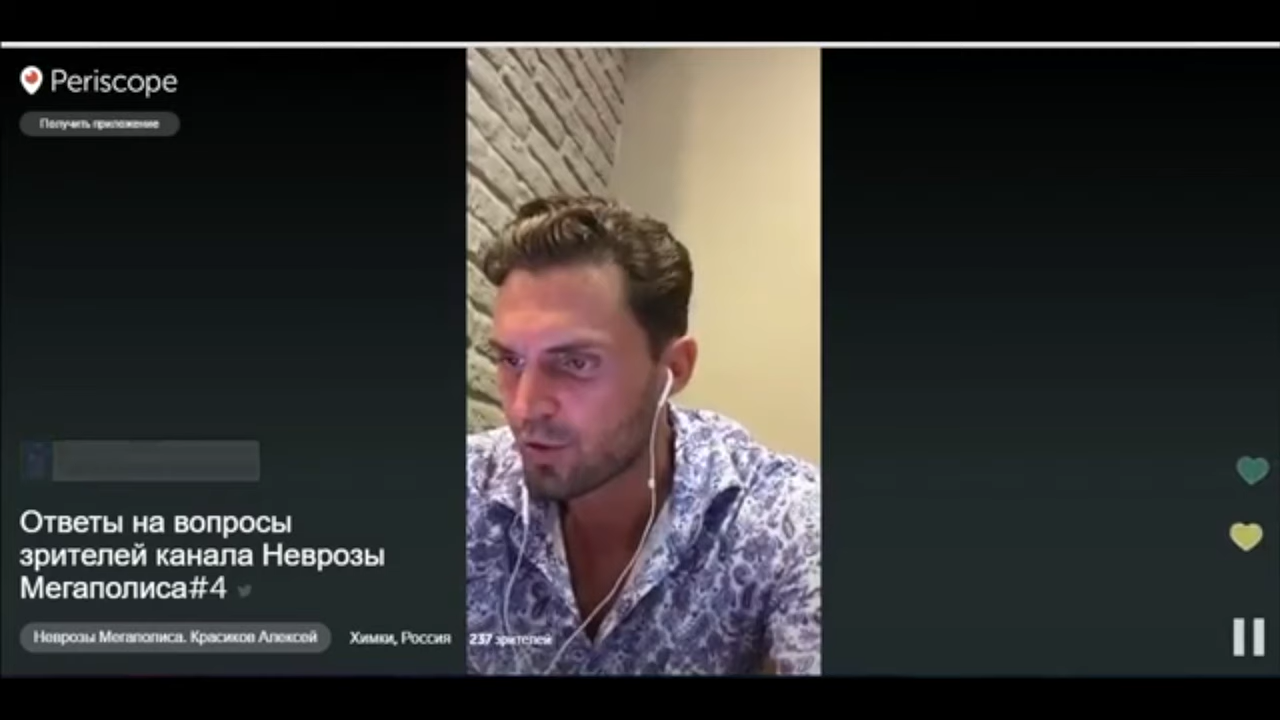 Periscope
Получить приложение
Ответы на вопросы
зрителей канала Неврозы
Мегаполиса#4
Неврозы Мегаполиса. Красиков Алексей Химки, Россия 237 зрителей